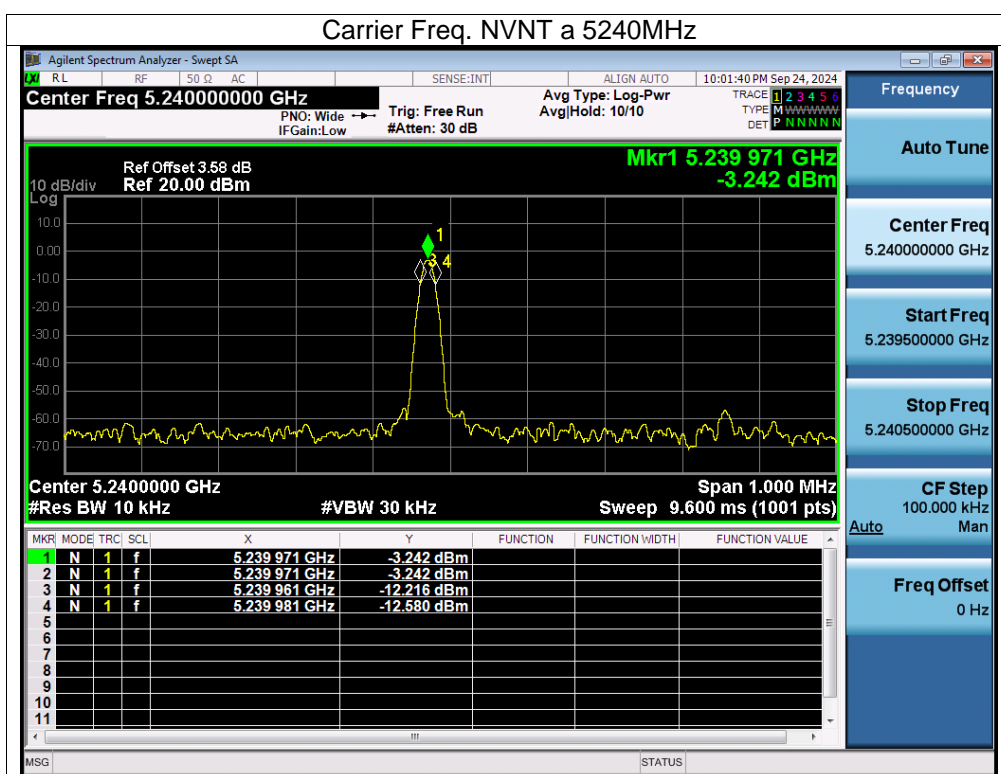 Carrier Freq. NVNT a 5240MHz
Agilent Spectrum Analyzer - Swept SA
LXI RL RF 50 Ω AC SENSE:INT ALIGN AUTO 10:01:40 PM Sep 24, 2024
Center Freq 5.240000000 GHz
PNO: Wide
IFGain:Low
Trig: Free Run
#Atten: 30 dB
Avg Type: Log-Pwr
Avg|Hold: 10/10
TRACE 1 2 3 4 5 6
TYPE M WWWWW
DET P N N N N N
Mkr1 5.239 971 GHz
-3.242 dBm
Ref Offset 3.58 dB
10 dB/div Ref 20.00 dBm
Log
10.0
0.00
-10.0
-20.0
-30.0
-40.0
-50.0
-60.0
-70.0
1
3 4
Center 5.2400000 GHz Span 1.000 MHz
#Res BW 10 kHz #VBW 30 kHz Sweep 9.600 ms (1001 pts)
MKR MODE TRC SCL X Y FUNCTION FUNCTION WIDTH FUNCTION VALUE
1 N 1 f 5.239 971 GHz -3.242 dBm
2 N 1 f 5.239 971 GHz -3.242 dBm
3 N 1 f 5.239 961 GHz -12.216 dBm
4 N 1 f 5.239 981 GHz -12.580 dBm
5
6
7
8
9
10
11
MSG STATUS
Frequency
Auto Tune
Center Freq
5.240000000 GHz
Start Freq
5.239500000 GHz
Stop Freq
5.240500000 GHz
CF Step
100.000 kHz
Auto Man
Freq Offset
0 Hz